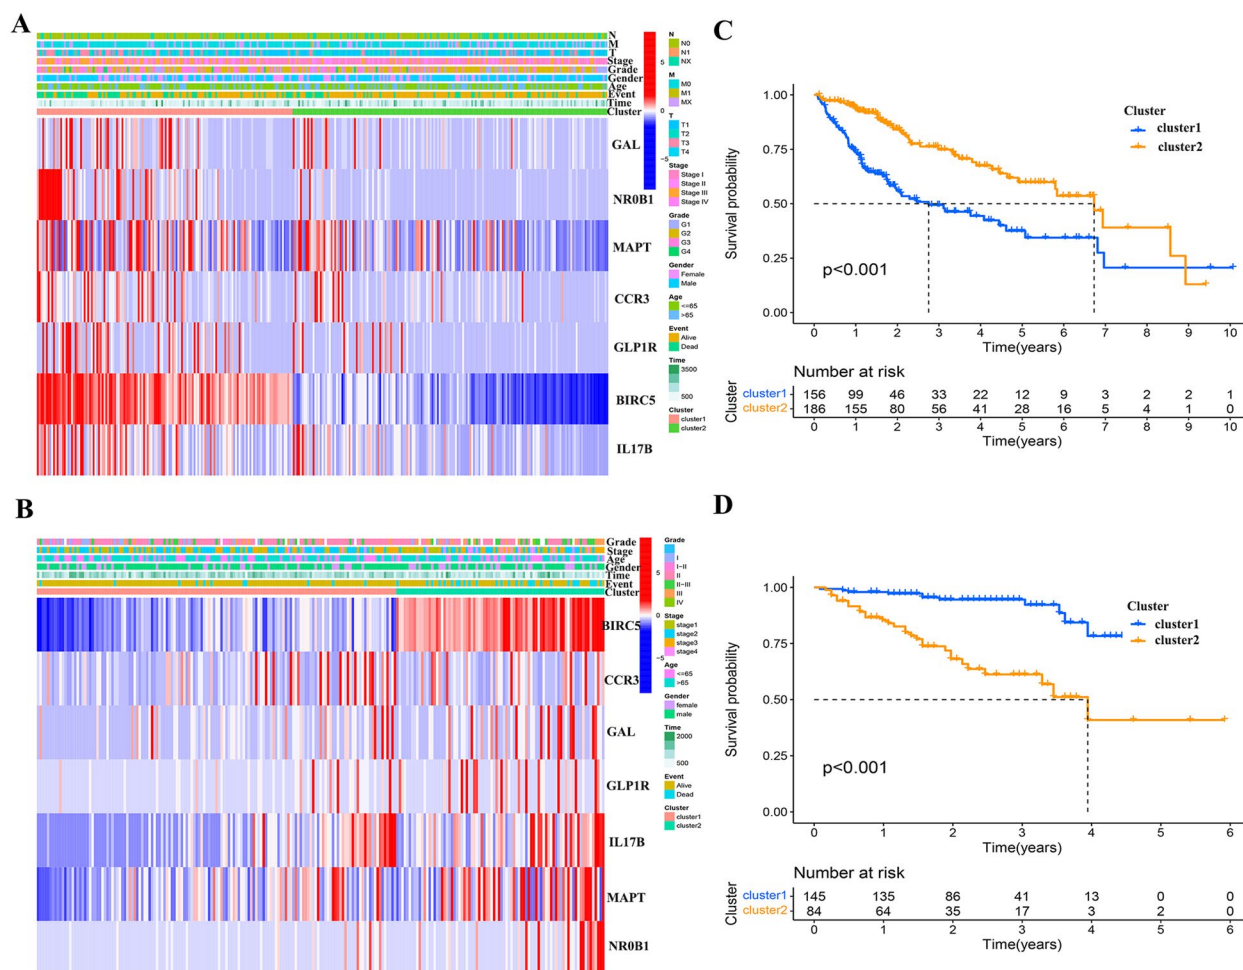 A
N
M
T
Stage
Grade
Gender
Age
Event
Time
Cluster
GAL
NR0B1
MAPT
CCR3
GLP1R
BIRC5
IL17B
5
0
−5
N
N0
N1
NX
M
M0
M1
MX
T
T1
T2
T3
T4
Stage
Stage I
Stage II
Stage III
Stage IV
Grade
G1
G2
G3
G4
Gender
Female
Male
Age
<=65
>65
Event
Alive
Dead
Time
3500
500
Cluster
cluster1
cluster2
C
Cluster
cluster1
cluster2
Survival probability
1.00
0.75
0.50
0.25
0.00
p<0.001
0 1 2 3 4 5 6 7 8 9 10
Time(years)
Number at risk
Cluster
cluster1 156 99 46 33 22 12 9 3 2 2 1
cluster2 186 155 80 56 41 28 16 5 4 1 0
0 1 2 3 4 5 6 7 8 9 10
Time(years)
B
Grade
Stage
Age
Gender
Time
Event
Cluster
BIRC5
CCR3
GAL
GLP1R
IL17B
MAPT
NR0B1
5
0
−5
Grade
I
I-II
II
II-III
III
IV
Stage
stage1
stage2
stage3
stage4
Age
<=65
>65
Gender
female
male
Time
2000
500
Event
Alive
Dead
Cluster
cluster1
cluster2
D
Cluster
cluster1
cluster2
Survival probability
1.00
0.75
0.50
0.25
0.00
p<0.001
0 1 2 3 4 5 6
Time(years)
Number at risk
Cluster
cluster1 145 135 86 41 13 0 0
cluster2 84 64 35 17 3 2 0
0 1 2 3 4 5 6
Time(years)